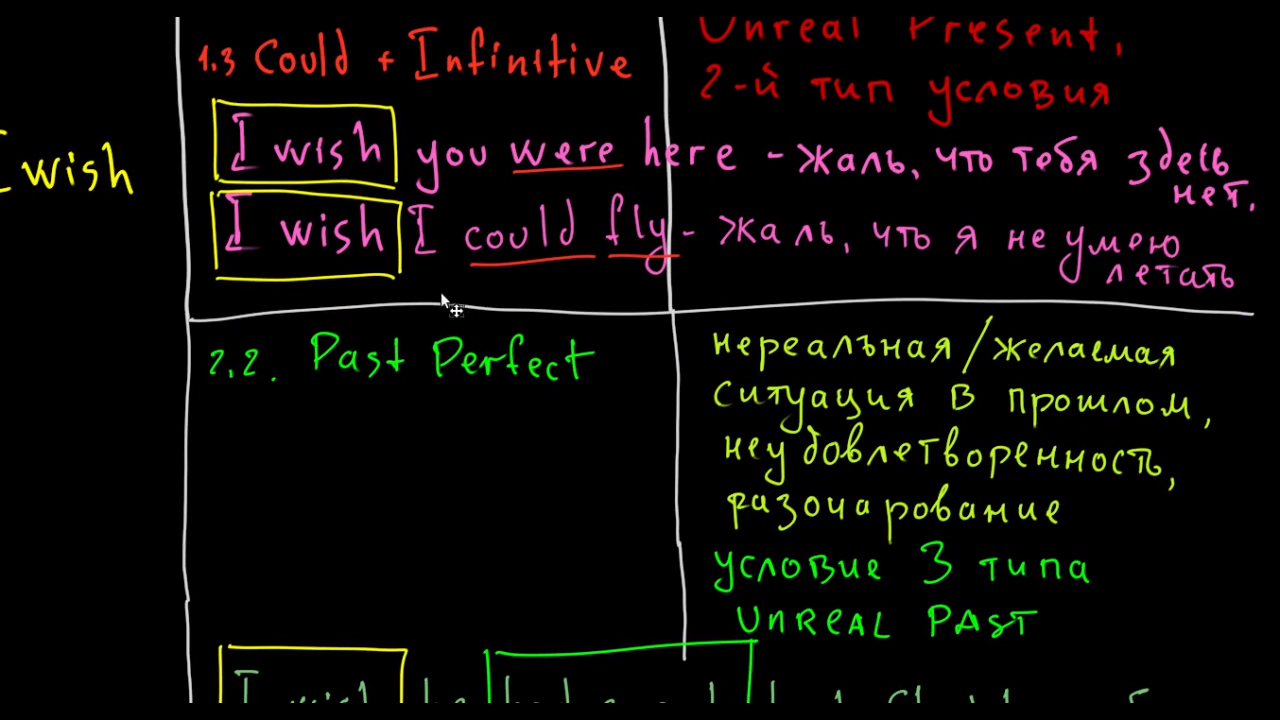 1.3 Could + Infinitive
Unreal Present,
2-й тип условия
I wish
I wish you were here - жаль, что тебя здесь нет.
I wish I could fly - жаль, что я не умею летать
2.2. Past Perfect
нереальная/желаемая
ситуация в прошлом,
неудовлетворенность,
разочарование
условие 3 типа
UNREAL PAST
I wish